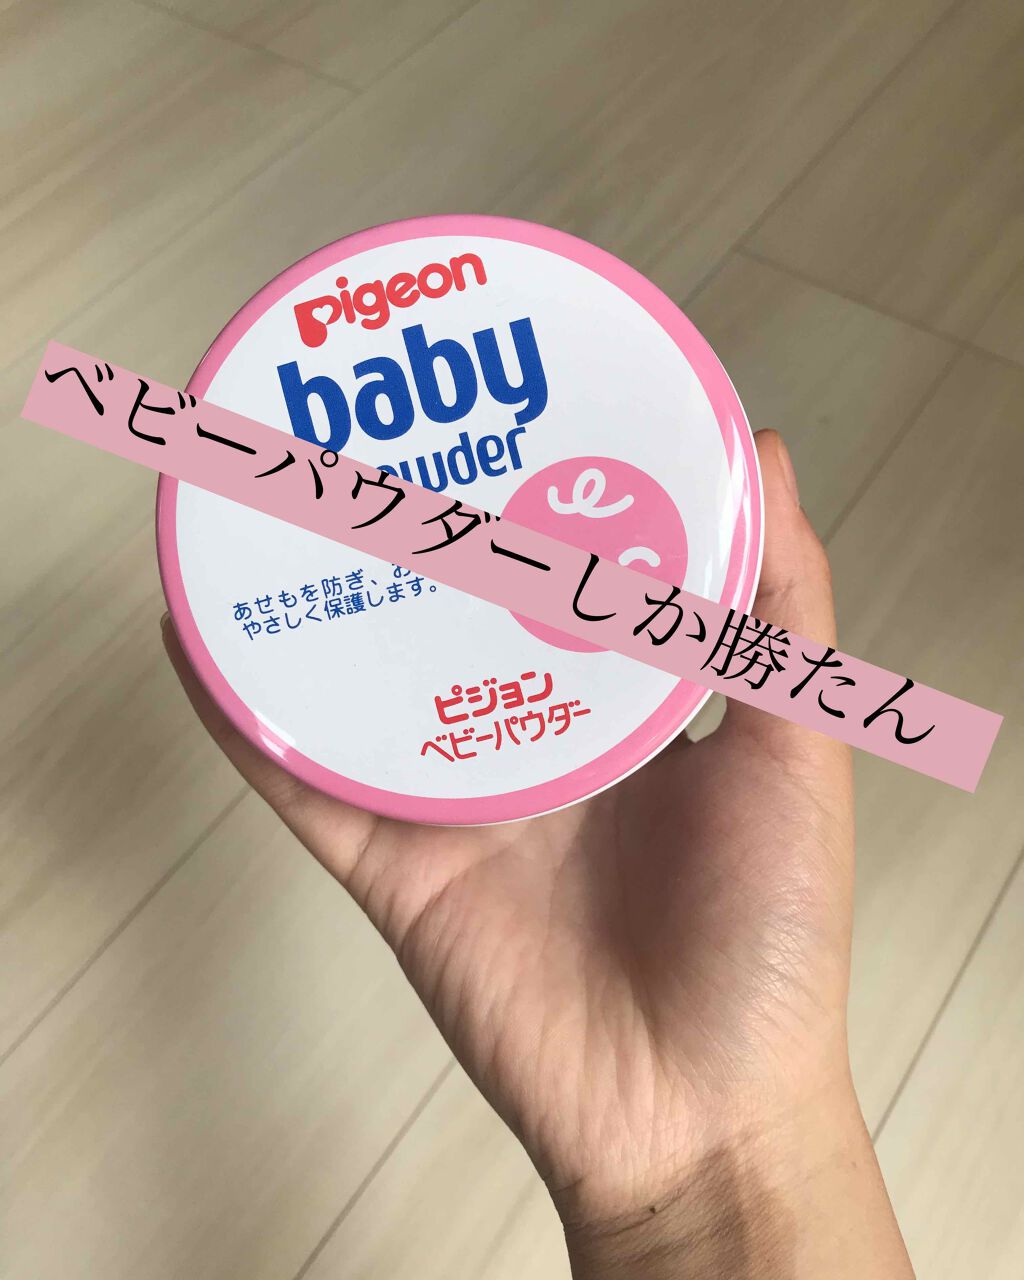 pigeon
baby
ベビーパウダーしか勝たん
あせもを防ぎ、
やさしく保護します。
ピジョン
ベビーパウダー